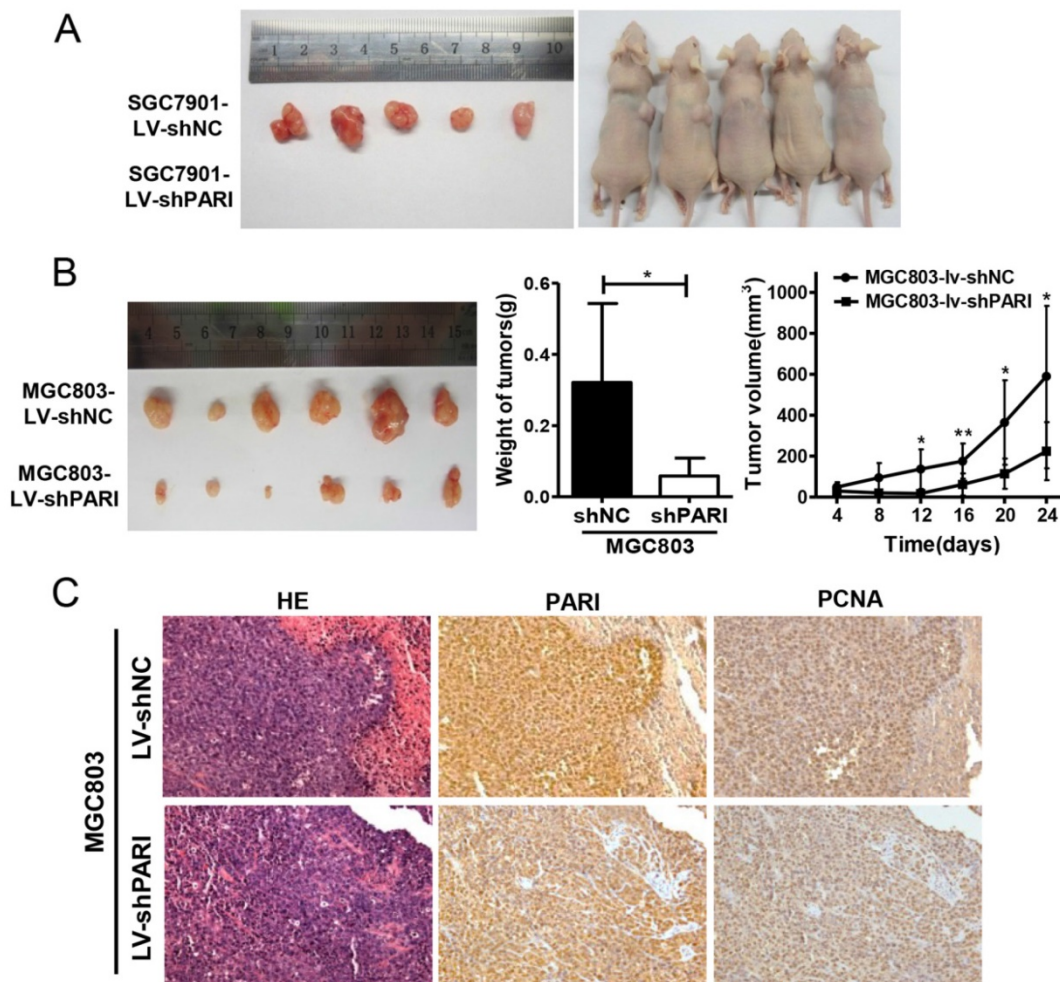 A
1 2 3 4 5 6 7 8 9 10
SGC7901-
LV-shNC
SGC7901-
LV-shPARI
B
4 5 6 7 8 9 10 11 12 13 14 15
MGC803-
LV-shNC
MGC803-
LV-shPARI
Weight of tumors(g)
0.6
0.4
0.2
0.0
*
shNC shPARI
MGC803
Tumor volume(mm³)
MGC803-lv-shNC
MGC803-lv-shPARI
1000
800
600
400
200
0
* ** * *
4 8 12 16 20 24
Time(days)
C
HE PARI PCNA
MGC803
LV-shNC
LV-shPARI